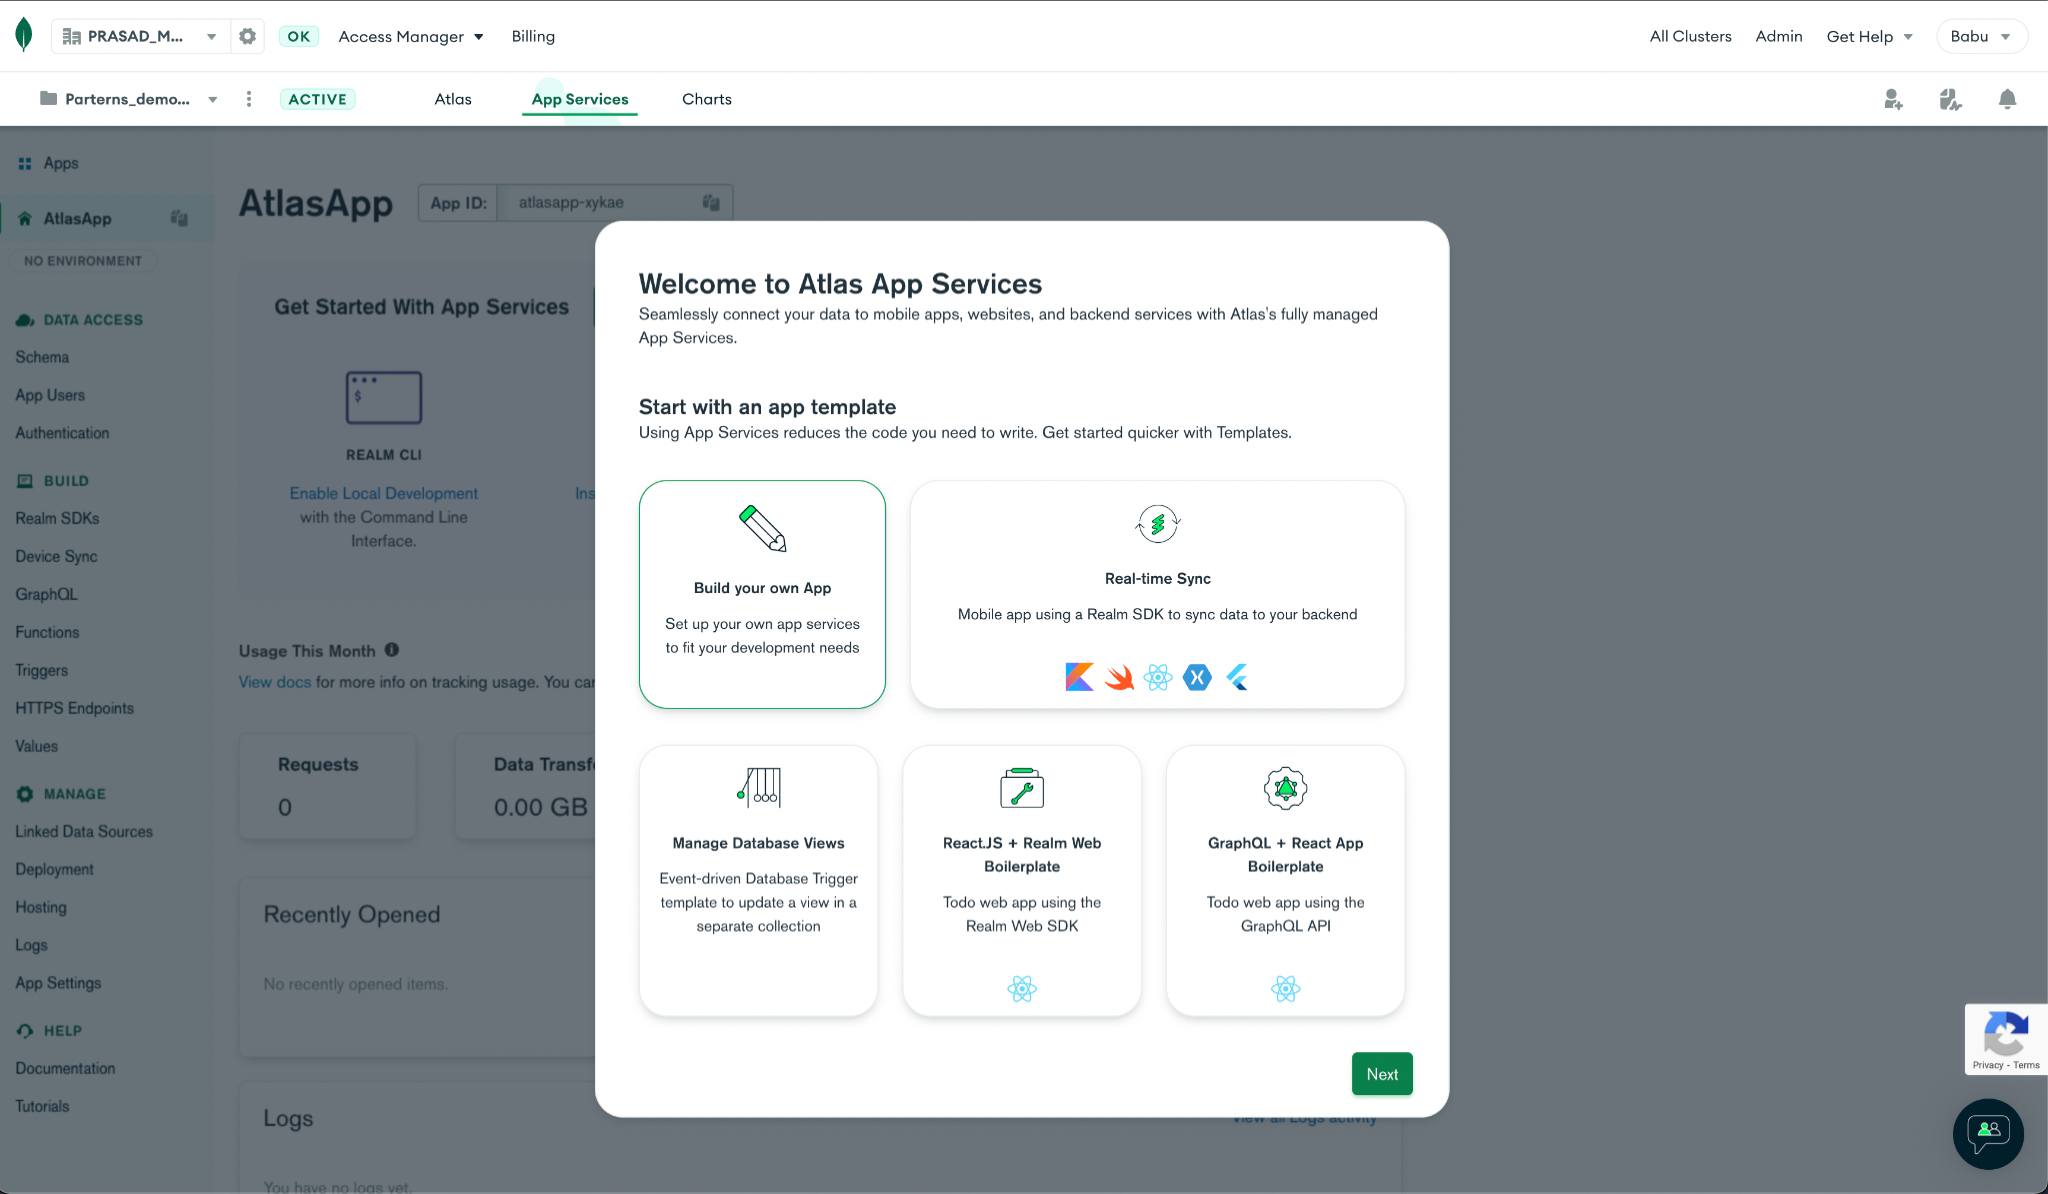 PRASAD_M...
OK
Access Manager
Billing
All Clusters
Admin
Get Help
Babu
Parterns_demo...
ACTIVE
Atlas
App Services
Charts
Apps
AtlasApp
NO ENVIRONMENT
DATA ACCESS
Schema
App Users
Authentication
BUILD
Realm SDKs
Device Sync
GraphQL
Functions
Triggers
HTTPS Endpoints
Values
MANAGE
Linked Data Sources
Deployment
Hosting
Logs
App Settings
HELP
Documentation
Tutorials
AtlasApp
App ID:
atlasapp-xykae
Get Started With App Services
$
REALM CLI
Enable Local Development
with the Command Line
Interface.
Ins
Usage This Month
View docs for more info on tracking usage. You car
Requests
0
Data Transf
0.00 GB
Recently Opened
No recently opened items.
Logs
View all Logs activity
You have no logs yet.
Welcome to Atlas App Services
Seamlessly connect your data to mobile apps, websites, and backend services with Atlas's fully managed
App Services.
Start with an app template
Using App Services reduces the code you need to write. Get started quicker with Templates.
Build your own App
Set up your own app services
to fit your development needs
Real-time Sync
Mobile app using a Realm SDK to sync data to your backend
Manage Database Views
Event-driven Database Trigger
template to update a view in a
separate collection
React.JS + Realm Web
Boilerplate
Todo web app using the
Realm Web SDK
GraphQL + React App
Boilerplate
Todo web app using the
GraphQL API
Next
Privacy - Terms